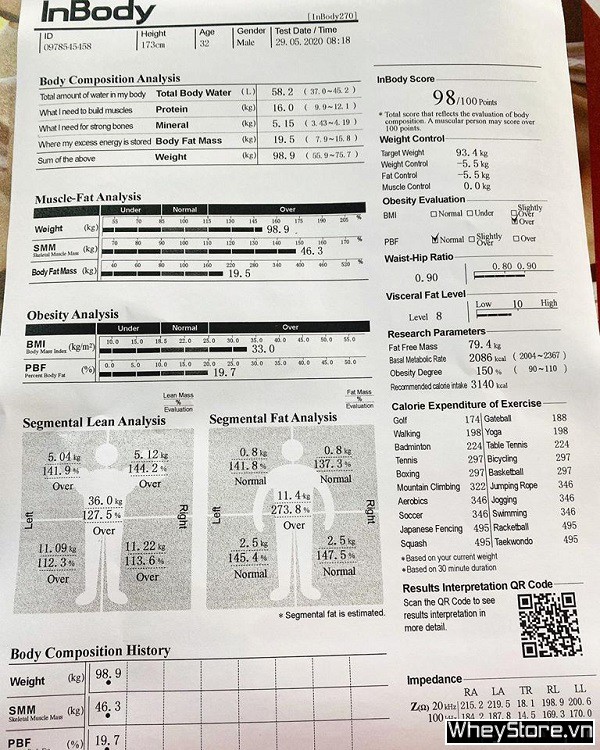 InBody
[InBody270]
ID Height Age Gender Test Date / Time
0978545458 173cm 32 Male 29.05.2020 08:18
Body Composition Analysis
Total amount of water in my body Total Body Water (L) 58.2 ( 37.0~45.2 )
What I need to build muscles Protein (kg) 16.0 ( 9.9~12.1 )
What I need for strong bones Mineral (kg) 5.15 ( 3.43~4.19 )
Where my excess energy is stored Body Fat Mass (kg) 19.5 ( 7.9~15.8 )
Sum of the above Weight (kg) 98.9 ( 55.9~75.7 )
Muscle-Fat Analysis
Under Normal Over
Weight (kg) 55 70 85 100 115 130 145 160 175 190 205 %
98.9
SMM (kg) 70 80 90 100 110 120 130 140 150 160 170 %
Skeletal Muscle Mass 46.3
Body Fat Mass (kg) 40 60 80 100 160 220 280 340 400 460 520 %
19.5
Obesity Analysis
Under Normal Over
BMI (kg/m²) 10.0 15.0 18.5 25.0 30.0 35.0 40.0 45.0 50.0 55.0
Body Mass Index 33.0
PBF (%) 0.0 5.0 10.0 15.0 20.0 25.0 30.0 35.0 40.0 45.0 50.0
Percent Body Fat 19.7
Lean Mass
%
Evaluation
Segmental Lean Analysis
5.04 kg 5.12 kg
141.9 % 144.2 %
Over Over
36.0 kg
127.5 %
Over
Left Right
11.09 kg 11.22 kg
112.3 % 113.6 %
Over Over
Fat Mass
%
Evaluation
Segmental Fat Analysis
0.8 kg 0.8 kg
141.8 % 137.3 %
Normal Normal
11.4 kg
273.8 %
Over
Left Right
2.5 kg 2.5 kg
145.4 % 147.5 %
Normal Normal
* Segmental fat is estimated.
Body Composition History
Weight (kg) 98.9
SMM (kg) 46.3
Skeletal Muscle Mass
PBF (%) 19.7
InBody Score
98/100 Points
* Total score that reflects the evaluation of body
composition. A muscular person may score over
100 points.
Weight Control
Target Weight 93.4 kg
Weight Control -5.5 kg
Fat Control -5.5 kg
Muscle Control 0.0 kg
Obesity Evaluation
BMI Normal Under Slightly Over
Over
PBF Normal Slightly Over Over
Waist-Hip Ratio
0.90 0.80 0.90
Visceral Fat Level
Level 8 Low 10 High
Research Parameters
Fat Free Mass 79.4 kg
Basal Metabolic Rate 2086 kcal ( 2004~2367 )
Obesity Degree 150 % ( 90~110 )
Recommended calorie intake 3140 kcal
Calorie Expenditure of Exercise
Golf 174 Gateball 188
Walking 198 Yoga 198
Badminton 224 Table Tennis 224
Tennis 297 Bicycling 297
Boxing 297 Basketball 297
Mountain Climbing 322 Jumping Rope 346
Aerobics 346 Jogging 346
Soccer 346 Swimming 346
Japanese Fencing 495 Racketball 495
Squash 495 Taekwondo 495
* Based on your current weight
* Based on 30 minute duration
Results Interpretation QR Code
Scan the QR Code to see
results interpretation in
more detail.
Impedance
RA LA TR RL LL
Z(Ω) 20 kHz 215.2 219.5 18.1 198.9 200.6
100 kHz 184.2 187.8 14.5 169.3 170.0
WheyStore.vn